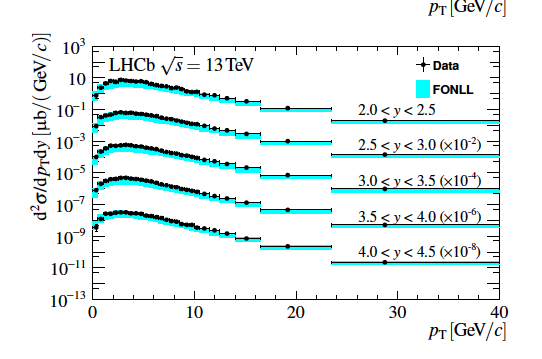 pT [GeV/c]
d²σ/dpTdy [μb/( GeV/c)]
10³
10
10⁻¹
10⁻³
10⁻⁵
10⁻⁷
10⁻⁹
10⁻¹¹
10⁻¹³
LHCb √s = 13 TeV
Data
FONLL
2.0 < y < 2.5
2.5 < y < 3.0 (×10⁻²)
3.0 < y < 3.5 (×10⁻⁴)
3.5 < y < 4.0 (×10⁻⁶)
4.0 < y < 4.5 (×10⁻⁸)
0 10 20 30 40
pT [GeV/c]